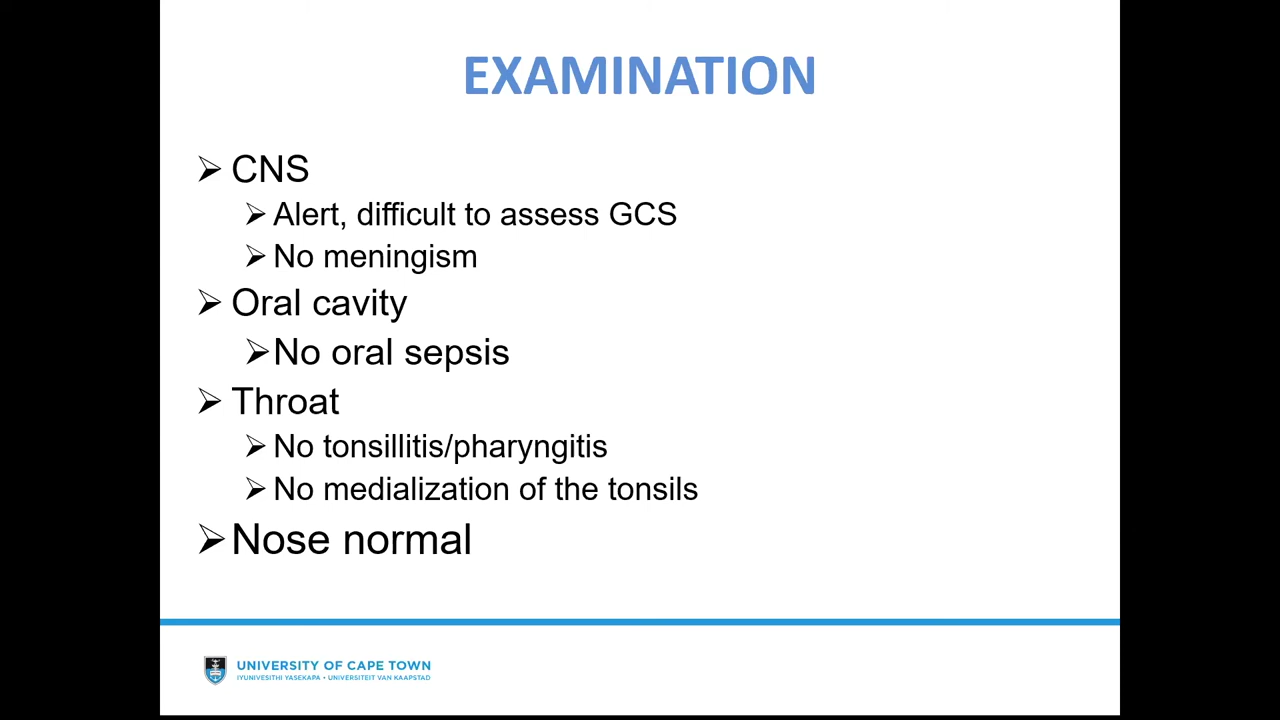 EXAMINATION
➢ CNS
➢ Alert, difficult to assess GCS
➢ No meningism
➢ Oral cavity
➢ No oral sepsis
➢ Throat
➢ No tonsillitis/pharyngitis
➢ No medialization of the tonsils
➢ Nose normal
UNIVERSITY OF CAPE TOWN
IYUNIVESITHI YASEKAPA • UNIVERSITEIT VAN KAAPSTAD